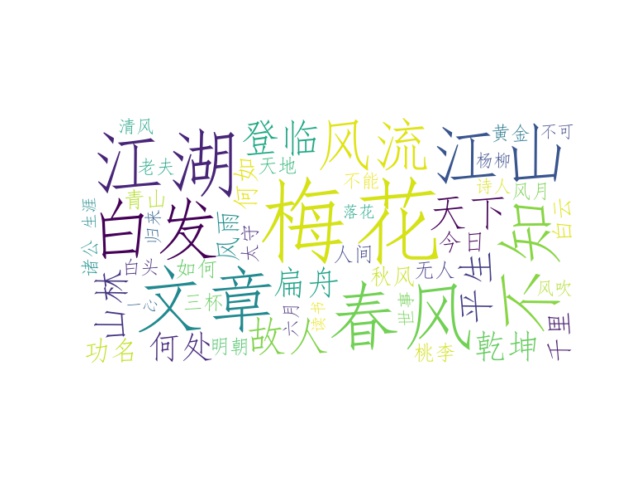 清风
江湖
老夫
登临
天地
风流
江山
黄金
不可
杨柳
何如
不能
诗人
风月
青山
生涯
诸公
归来
白发
风雨
太守
落花
梅花
天下
不知
白云
人间
今日
山林
白头
如何
一心
三杯
文章
扁舟
六月
读书
秋风
世事
无人
平生
风吹
春风
功名
何处
明朝
故人
桃李
乾坤
千里